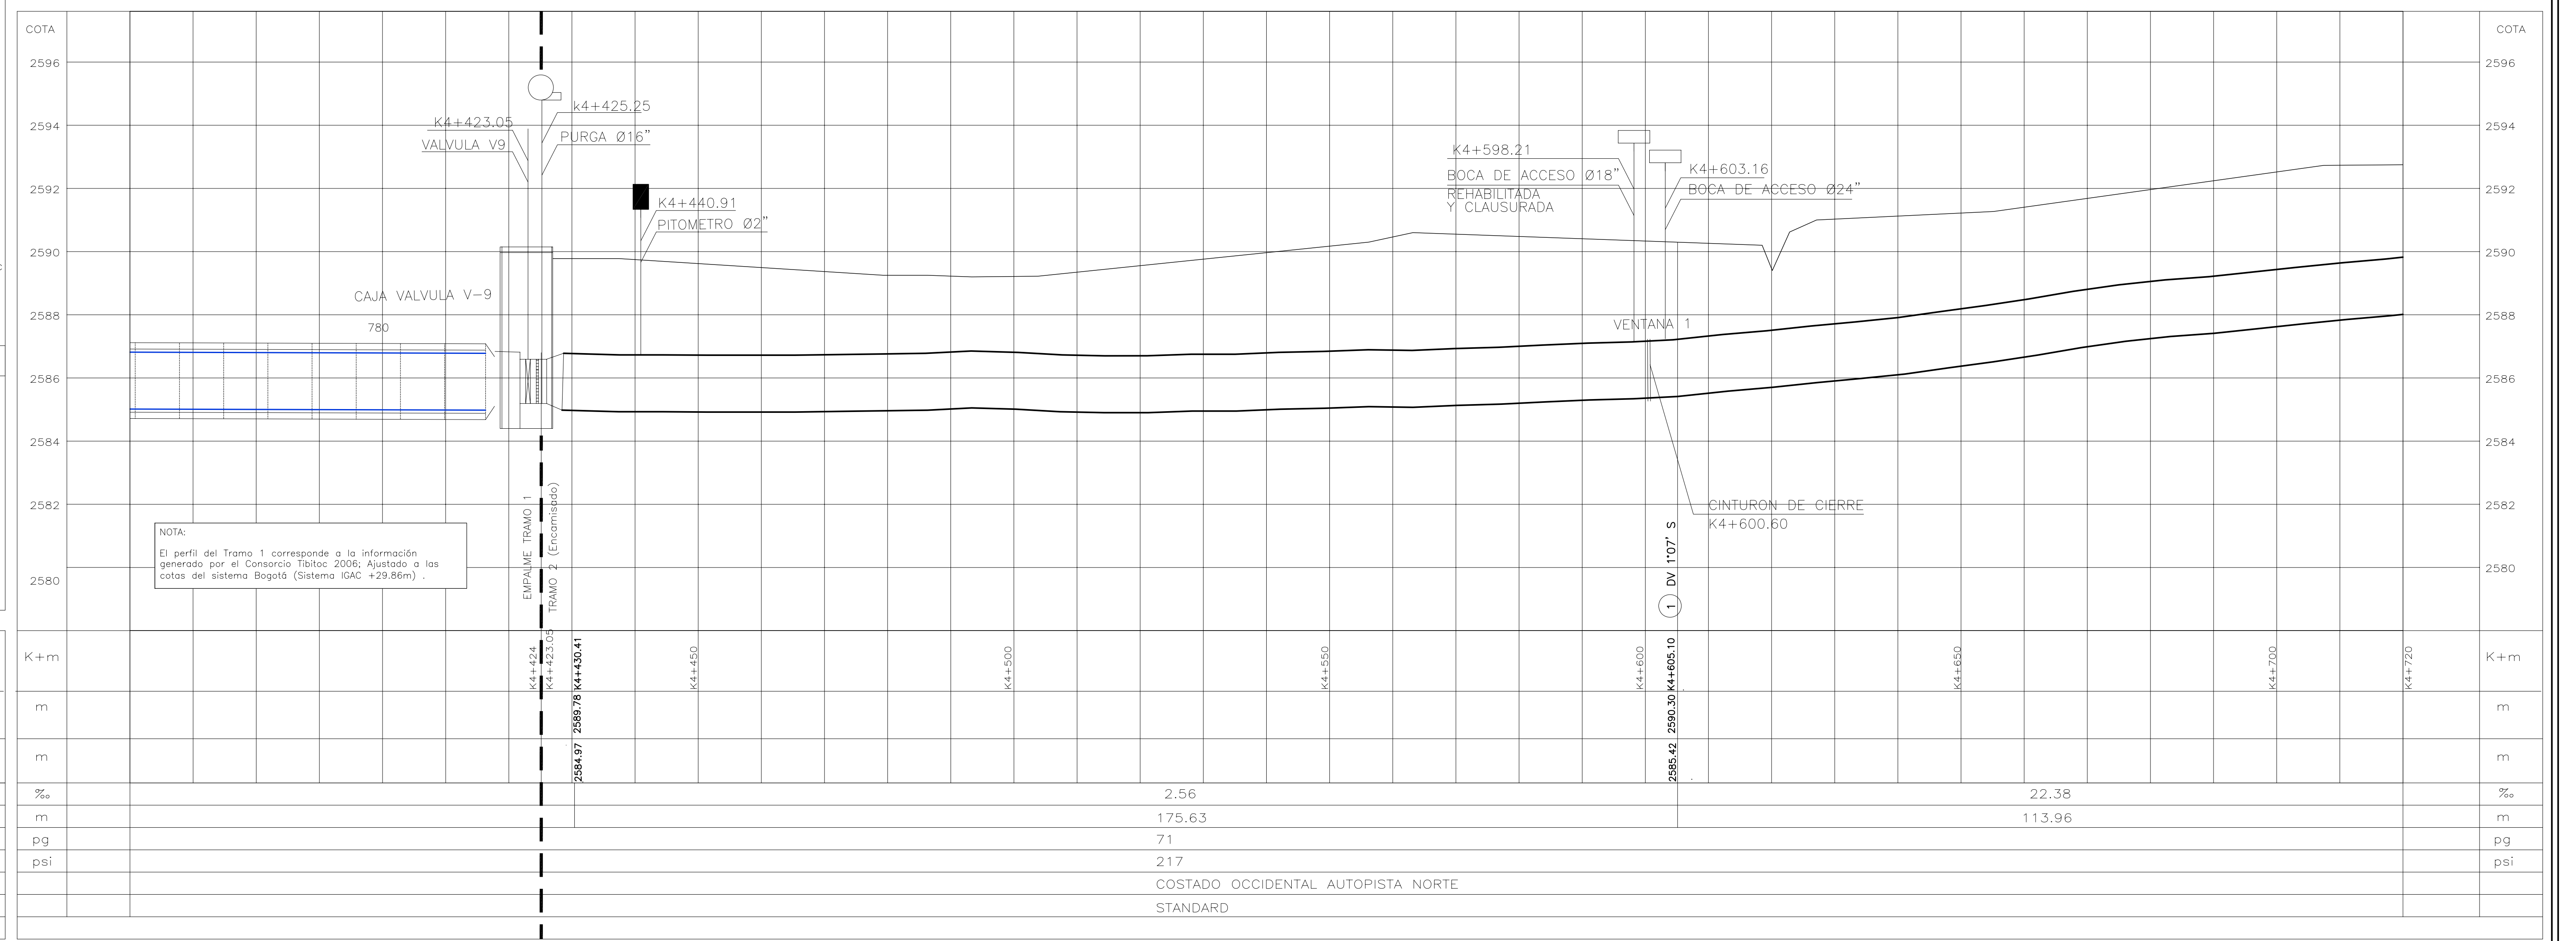 COTA
COTA
2596
2596
2594
2594
2592
2592
2590
2590
2588
2588
2586
2586
2584
2584
2582
2582
2580
2580
K4+423.05
VALVULA V9
k4+425.25
PURGA Ø16"
K4+440.91
PITOMETRO Ø2"
CAJA VALVULA V-9
780
K4+598.21
BOCA DE ACCESO Ø18"
REHABILITADA
Y CLAUSURADA
K4+603.16
BOCA DE ACCESO Ø24"
VENTANA 1
CINTURON DE CIERRE
K4+600.60
1 DV 1°07' S
NOTA:
El perfil del Tramo 1 corresponde a la información
generado por el Consorcio Tibitoc 2006; Ajustado a las
cotas del sistema Bogotá (Sistema IGAC +29.86m) .
EMPALME TRAMO 1
TRAMO 2 (Encamisado)
K+m
K4+424
K4+423.05
K4+430.41
K4+450
K4+500
K4+550
K4+600
K4+605.10
K4+650
K4+700
K4+720
K+m
m
2589.78
2590.30
m
m
2584.97
2585.42
m
‰
2.56
22.38
‰
m
175.63
113.96
m
pg
71
pg
psi
217
psi
COSTADO OCCIDENTAL AUTOPISTA NORTE
STANDARD